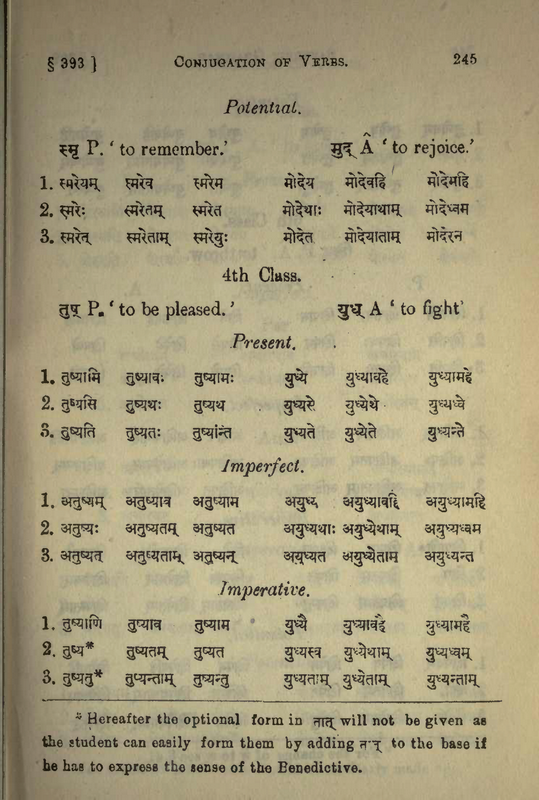 § 393 ] CONJUGATION OF VERBS. 245
Potential.
स्मृ P. ‘ to remember.’ मुद् Â ‘ to rejoice.’
1. स्मरेयम् स्मरेव स्मरेम मोदेय मोदेवहि मोदेमहि
2. स्मरेः स्मरेतम् स्मरेत मोदेथाः मोदेयाथाम् मोदेध्वम
3. स्मरेत् स्मरेताम् स्मरेयुः मोदेत मोदेयाताम् मोदेरन
4th Class.
तुष् P. ‘ to be pleased. ’ युध् A ‘ to fight’
Present.
1. तुष्यामि तुष्यावः तुष्यामः युध्ये युध्यावहे युध्यामहे
2. तुष्यसि तुष्यथः तुष्यथ युध्यसे युध्येथे युध्यध्वे
3. तुष्यति तुष्यतः तुष्यन्ति युध्यते युध्येते युध्यन्ते
Imperfect.
1. अतुष्यम् अतुष्याव अतुष्याम अयुध्य अयुध्यावहि अयुध्यामहि
2. अतुष्यः अतुष्यतम् अतुष्यत अयुध्यथाः अयुध्येथाम् अयुध्यध्वम
3. अतुष्यत् अतुष्यताम् अतुष्यन् अयुध्यत अयुध्येताम् अयुध्यन्त
Imperative.
1. तुष्याणि तुष्याव तुष्याम युध्यै युध्यावहै युध्यामहै
2. तुष्य* तुष्यतम् तुष्यत युध्यस्व युध्येथाम् युध्यध्वम्
3. तुष्यतु* तुष्यन्ताम् तुष्यन्तु युध्यताम् युध्येताम् युध्यन्ताम्
* Hereafter the optional form in तात् will not be given as
the student can easily form them by adding तात् to the base if
he has to express the sense of the Benedictive.